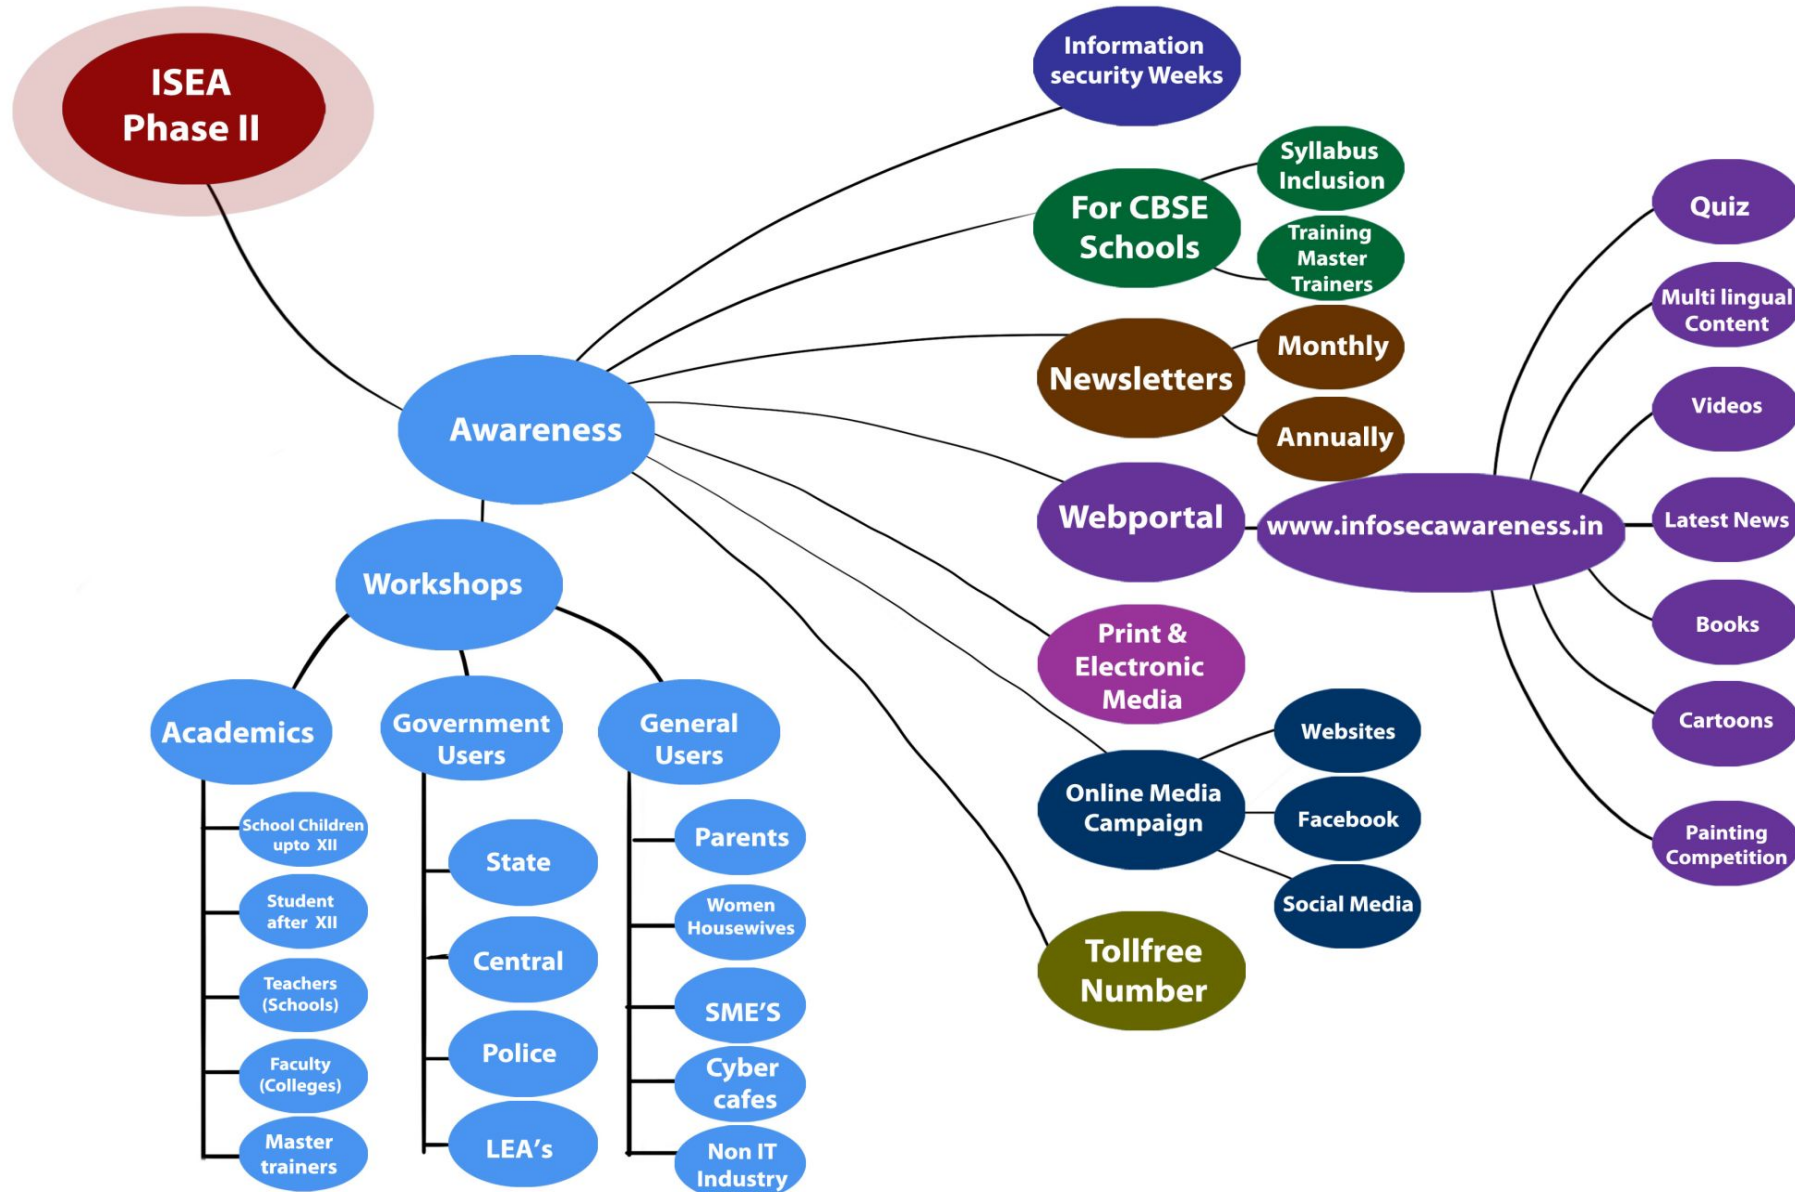 ISEA
Phase II
Information
security Weeks
For CBSE
Schools
Syllabus
Inclusion
Training
Master
Trainers
Newsletters
Monthly
Annually
Awareness
Webportal
www.infosecawareness.in
Quiz
Multi lingual
Content
Videos
Latest News
Books
Cartoons
Painting
Competition
Print &
Electronic
Media
Online Media
Campaign
Websites
Facebook
Social Media
Tollfree
Number
Workshops
Academics
School Children
upto XII
Student
after XII
Teachers
(Schools)
Faculty
(Colleges)
Master
trainers
Government
Users
State
Central
Police
LEA's
General
Users
Parents
Women
Housewives
SME'S
Cyber
cafes
Non IT
Industry